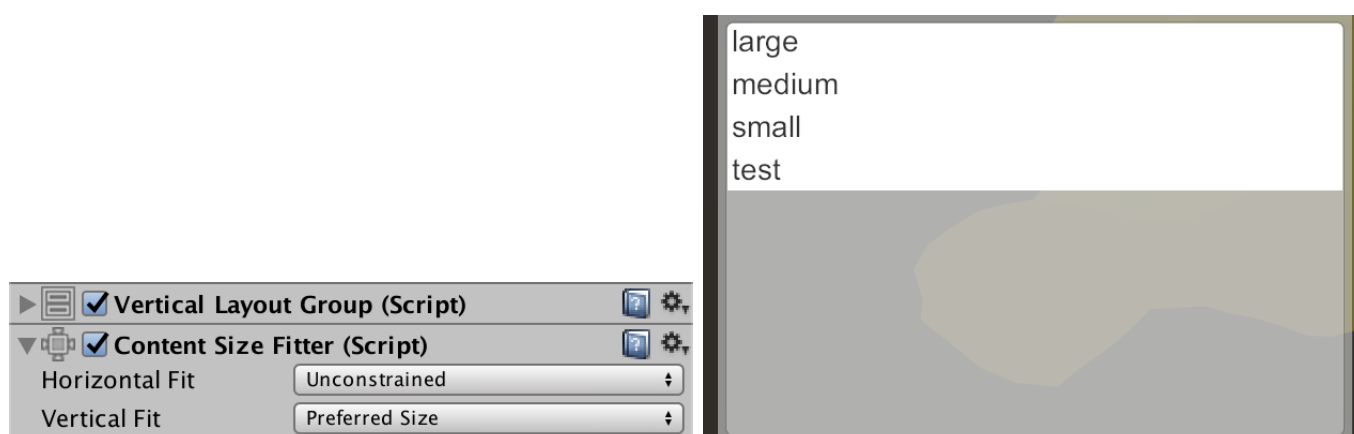 Vertical Layout Group (Script)
Content Size Fitter (Script)
Horizontal Fit Unconstrained
Vertical Fit Preferred Size
large
medium
small
test